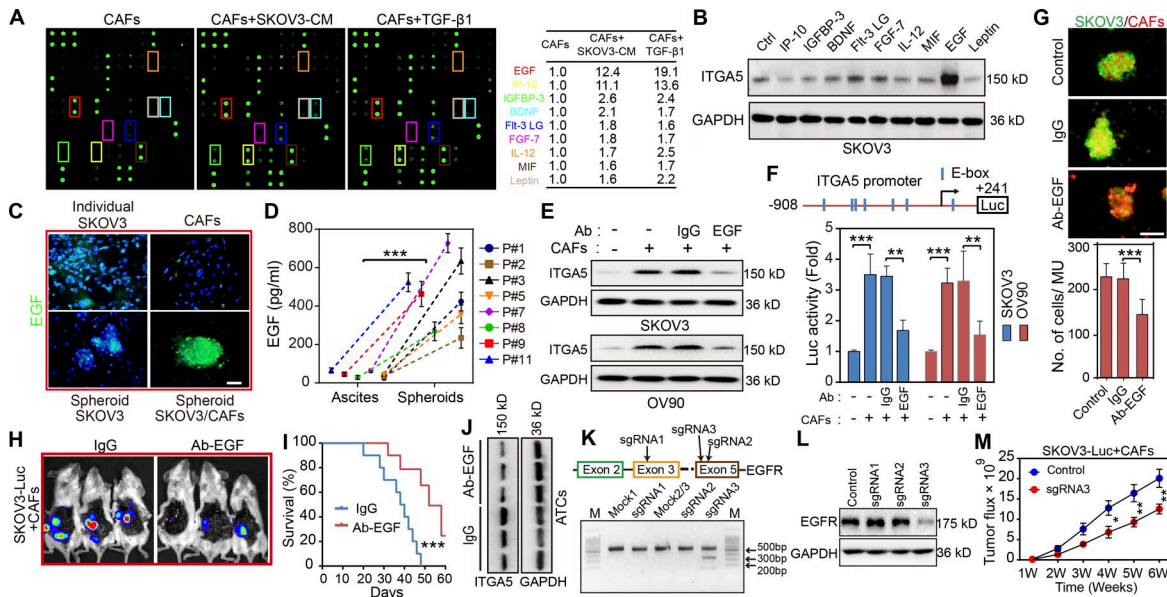 A
CAFs
CAFs+SKOV3-CM
CAFs+TGF-β1
CAFs CAFs+ SKOV3-CM CAFs+ TGF-β1
EGF 1.0 12.4 19.1
IP-10 1.0 11.1 13.6
IGFBP-3 1.0 2.6 2.4
BDNF 1.0 2.1 1.7
Flt-3 LG 1.0 1.8 1.6
FGF-7 1.0 1.8 1.7
IL-12 1.0 1.7 2.5
MIF 1.0 1.6 1.7
Leptin 1.0 1.6 2.2
B
Ctrl IP-10 IGFBP-3 BDNF Flt-3 LG FGF-7 IL-12 MIF EGF Leptin
ITGA5 150 kD
GAPDH 36 kD
SKOV3
C
Individual SKOV3
CAFs
EGF
Spheroid SKOV3
Spheroid SKOV3/CAFs
D
EGF (pg/ml)
800
600
400
200
0
***
Ascites Spheroids
P#1
P#2
P#3
P#5
P#7
P#8
P#9
P#11
E
Ab : - - IgG EGF
CAFs : - + + +
ITGA5 150 kD
GAPDH 36 kD
SKOV3
ITGA5 150 kD
GAPDH 36 kD
OV90
F
ITGA5 promoter
E-box
-908
+241
Luc
Luc activity (Fold)
5
4
3
2
1
0
*** ** *** **
SKOV3
OV90
Ab : - - IgG EGF - - IgG EGF
CAFs : - + + + - + + +
G
SKOV3/CAFs
Control
IgG
Ab-EGF
No. of cells/ MU
300
200
100
0
***
Control IgG Ab-EGF
H
IgG
Ab-EGF
SKOV3-Luc +CAFs
I
Survival (%)
100
80
60
40
20
0
IgG
Ab-EGF
***
0 10 20 30 40 50 60
Days
J
150 kD
36 kD
Ab-EGF
IgG
ATCs
ITGA5 GAPDH
K
sgRNA1
sgRNA3
sgRNA2
Exon 2 Exon 3 Exon 5 EGFR
M Mock1 sgRNA1 Mock2/3 sgRNA2 sgRNA3 M
500bp
300bp
200bp
L
Control sgRNA1 sgRNA2 sgRNA3
EGFR 175 kD
GAPDH 36 kD
M
SKOV3-Luc+CAFs
Control
sgRNA3
Tumor flux × 10⁹
25
20
15
10
5
0
* ** **
1W 2W 3W 4W 5W 6W
Time (Weeks)